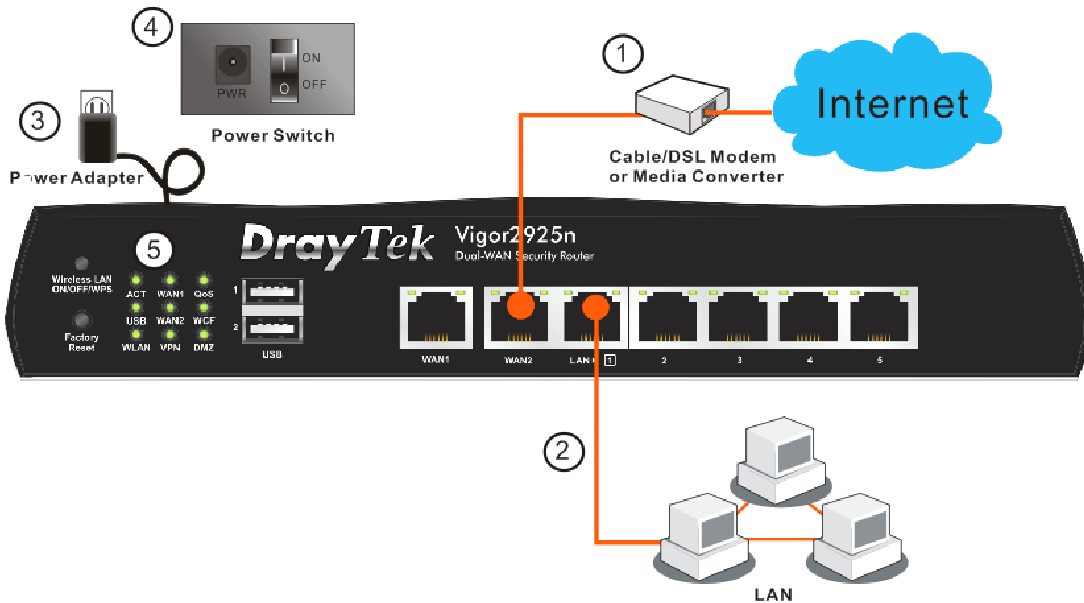 4
ON
OFF
PWR
Power Switch
1
Internet
Cable/DSL Modem
or Media Converter
3
Power Adapter
5
DrayTek
Vigor2925n
Dual-WAN Security Router
Wireless LAN
ON/OFF/WPS
Factory
Reset
ACT WAN1 QoS
USB WAN2 WCF
WLAN VPN DMZ
1
2
USB
WAN1
WAN2
LAN
1
2
3
4
5
2
LAN